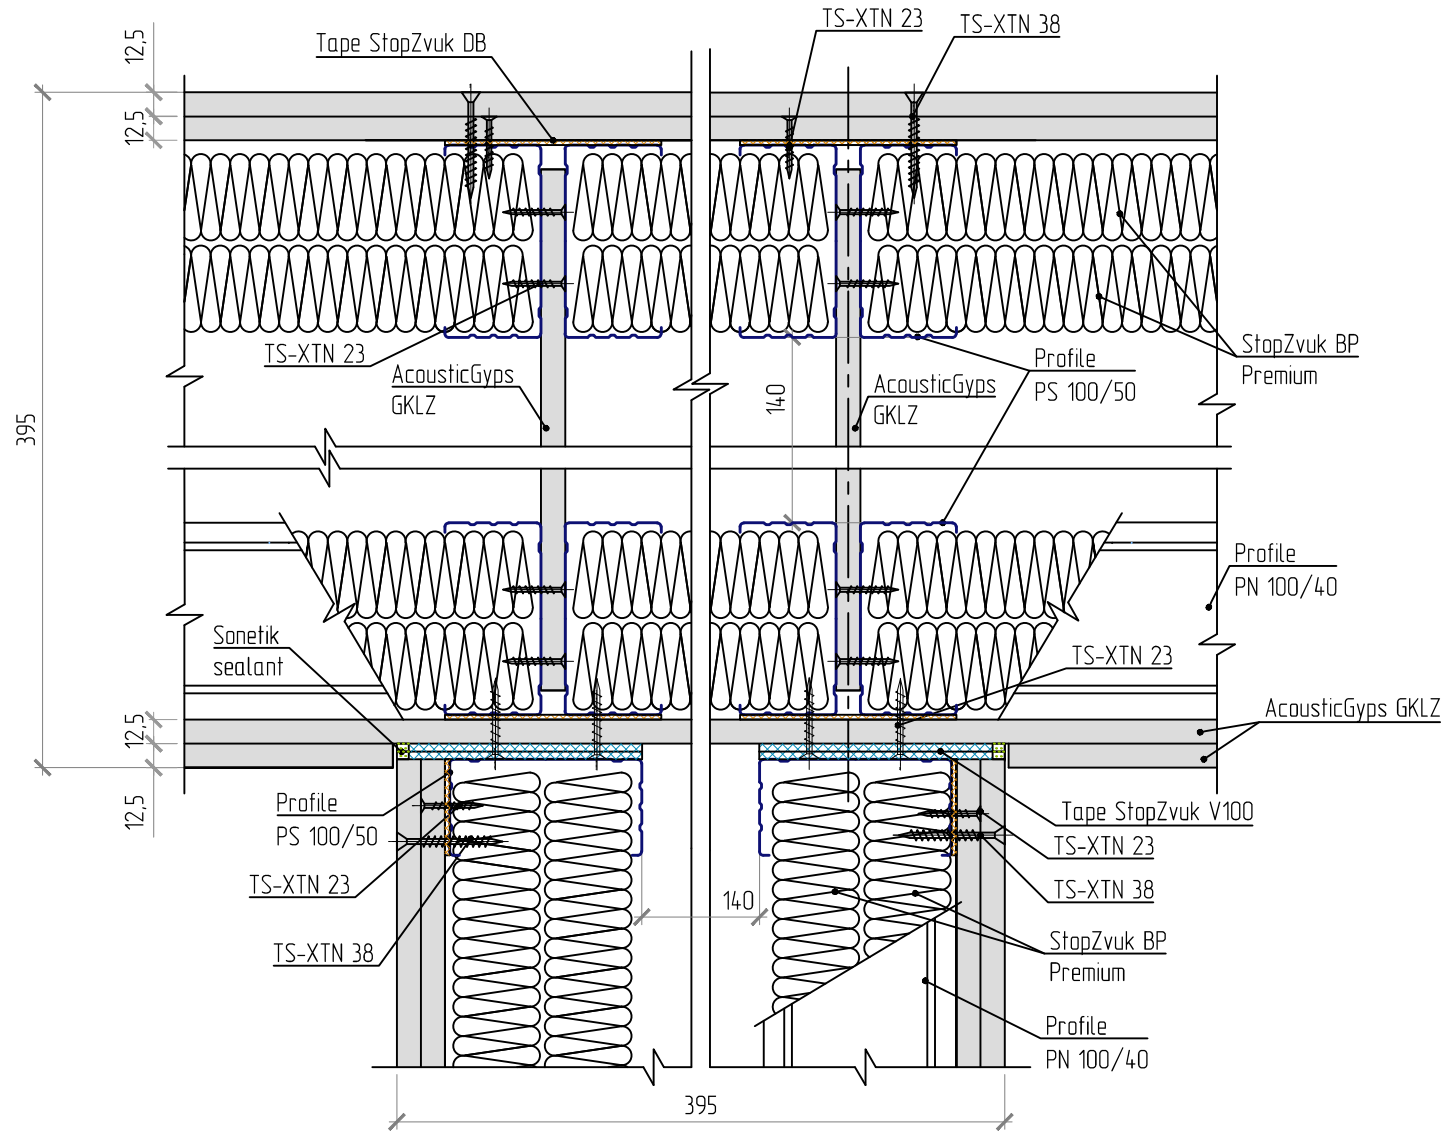 TS-XTN 23
TS-XTN 38
Tape StopZvuk DB
12,5
12,5
TS-XTN 23
AcousticGyps
GKLZ
140
AcousticGyps
GKLZ
Profile
PS 100/50
StopZvuk BP
Premium
395
Profile
PN 100/40
Sonetik
sealant
TS-XTN 23
AcousticGyps GKLZ
12,5
12,5
Profile
PS 100/50
TS-XTN 23
TS-XTN 38
140
Tape StopZvuk V100
TS-XTN 23
TS-XTN 38
StopZvuk BP
Premium
Profile
PN 100/40
395